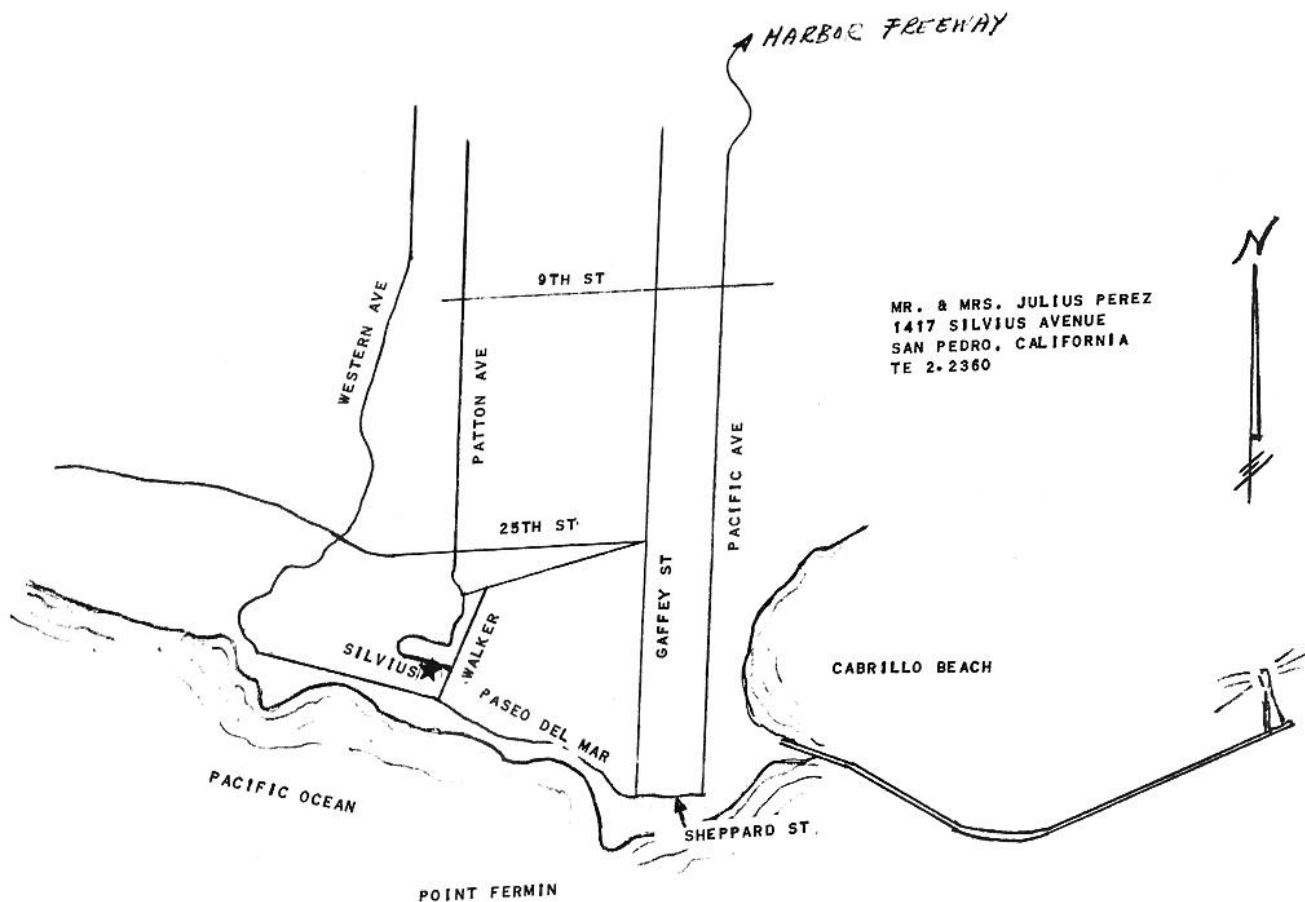 HARBOR FREEWAY
N
9TH ST
MR. & MRS. JULIUS PEREZ
1417 SILVIUS AVENUE
SAN PEDRO. CALIFORNIA
TE 2.2360
WESTERN AVE
PATTON AVE
PACIFIC AVE
25TH ST
GAFFEY ST
SILVIUS
WALKER
CABRILLO BEACH
PASEO DEL MAR
PACIFIC OCEAN
SHEPPARD ST
POINT FERMIN